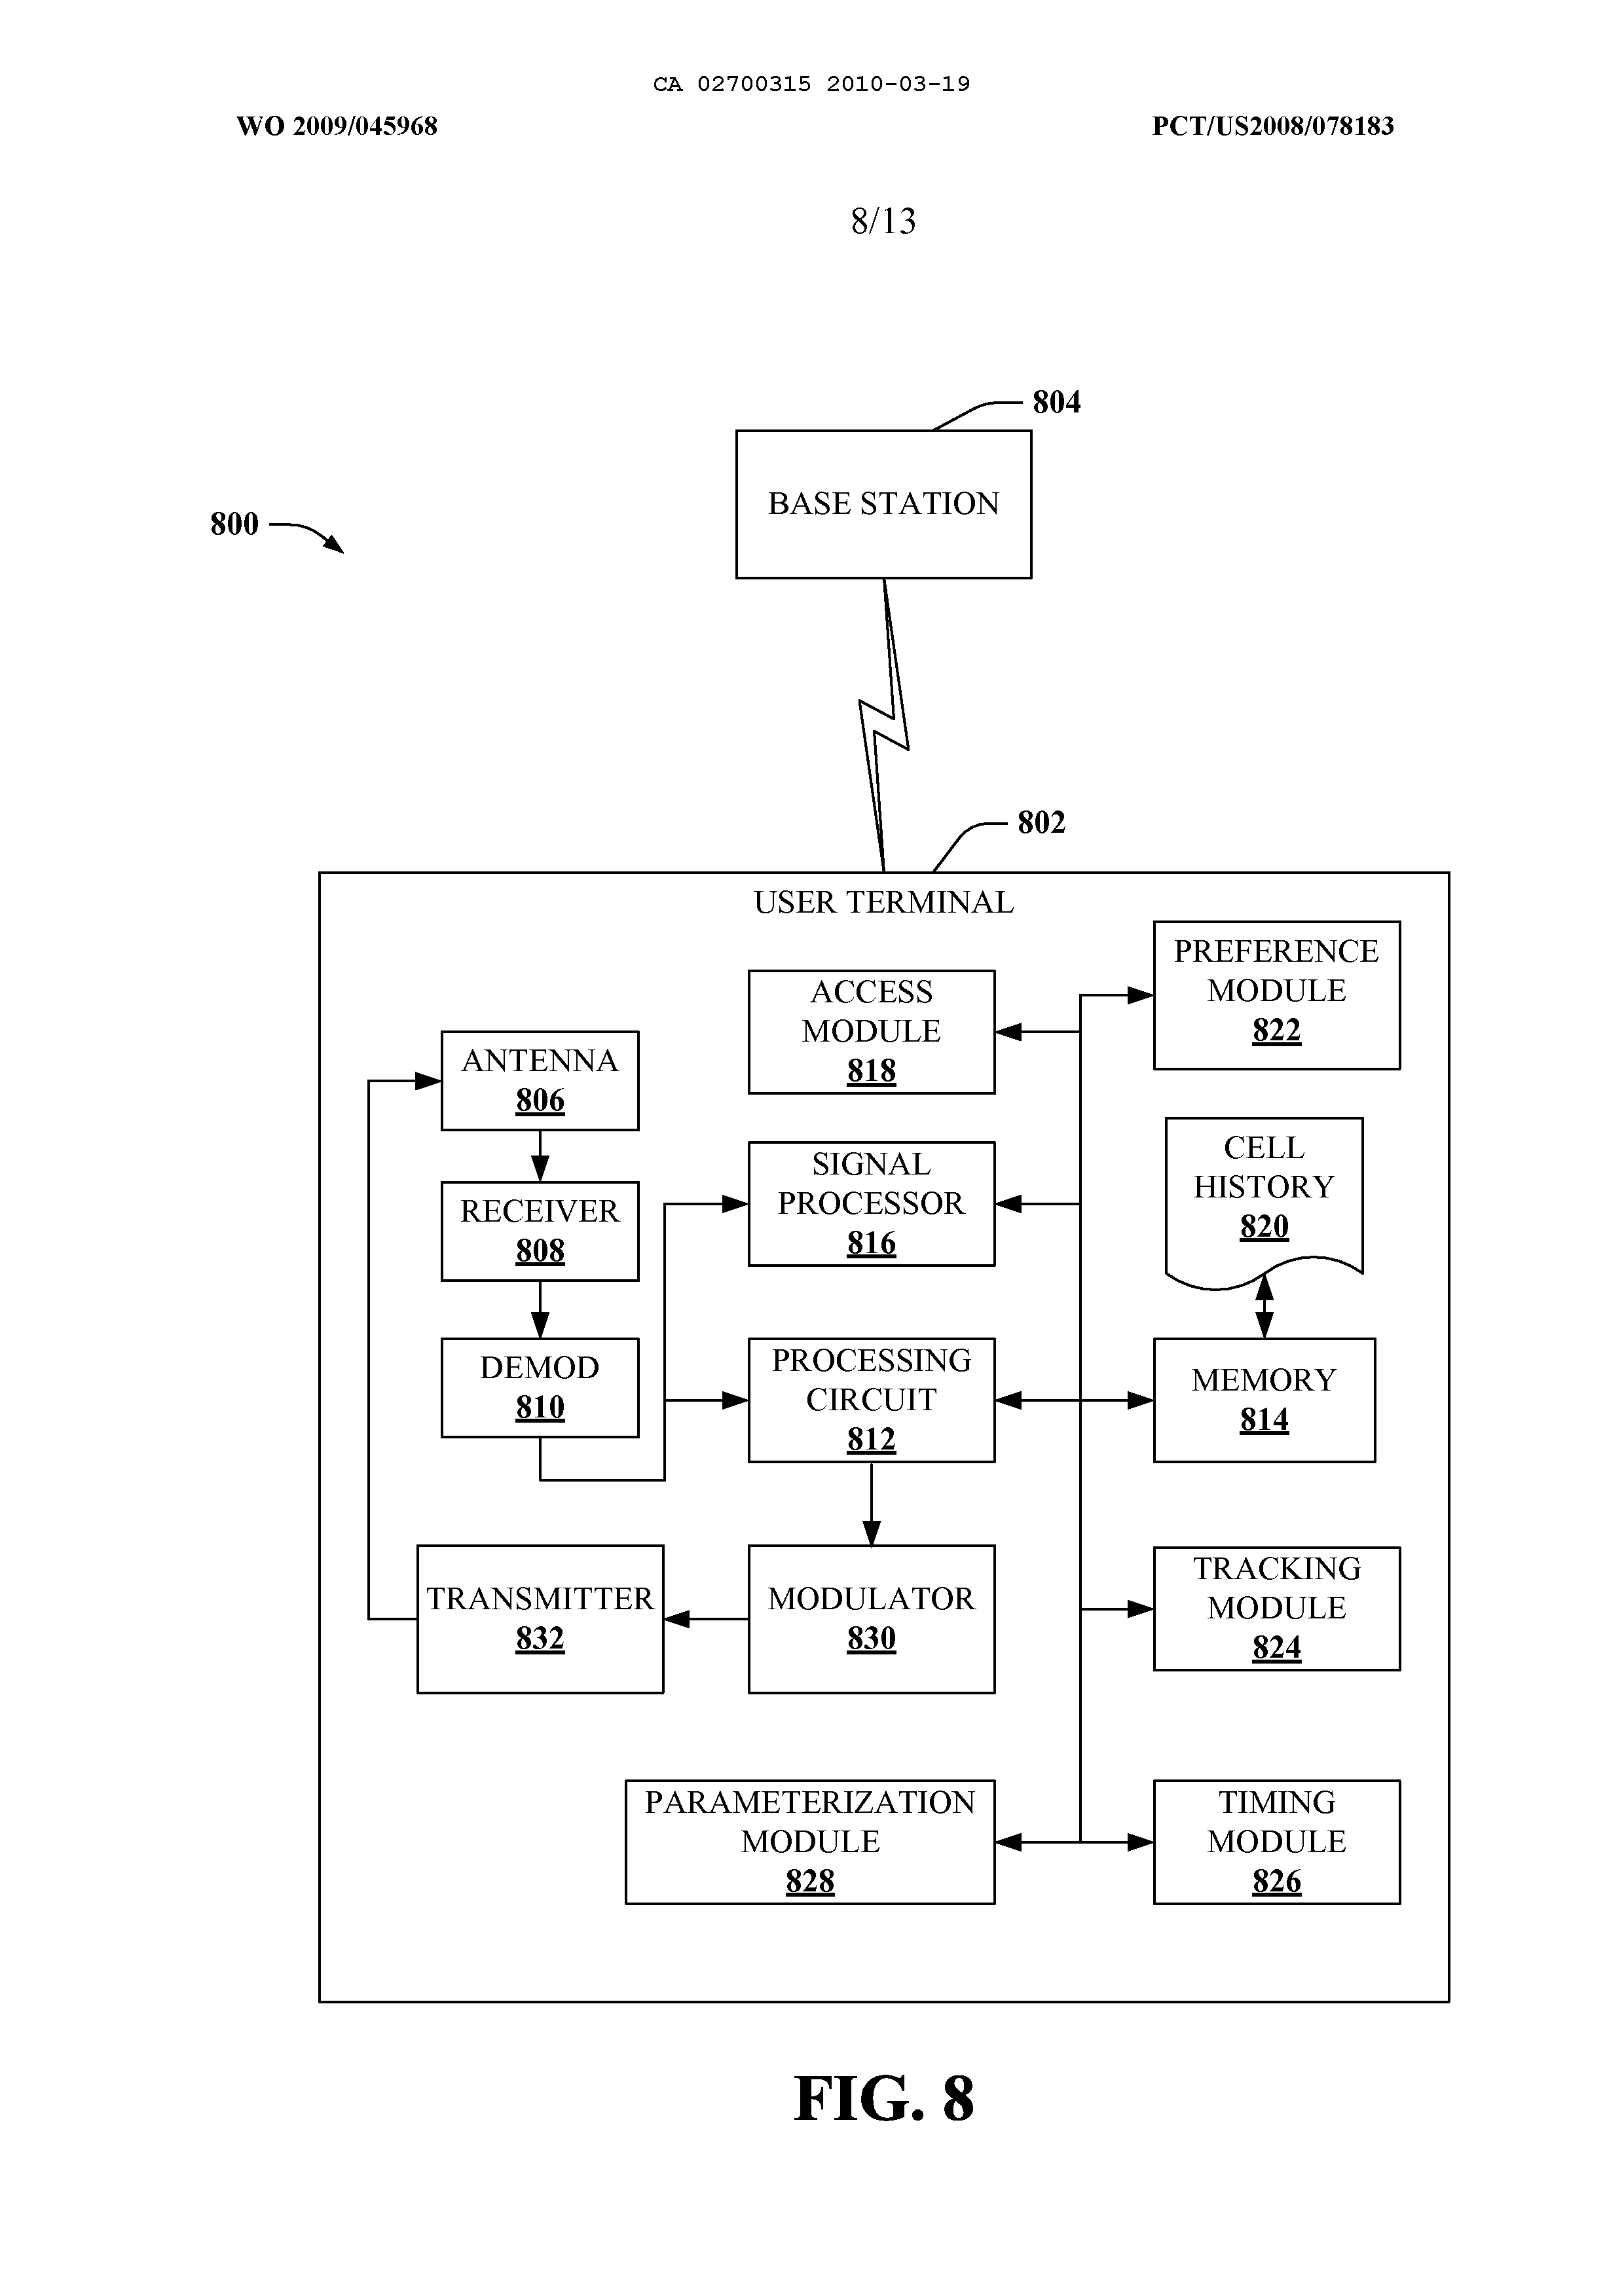 CA 02700315 2010-03-19
WO 2009/045968
PCT/US2008/078183
8/13
804
BASE STATION
800
802
USER TERMINAL
PREFERENCE
MODULE
822
ACCESS
MODULE
818
ANTENNA
806
CELL
HISTORY
820
SIGNAL
PROCESSOR
816
RECEIVER
808
DEMOD
810
PROCESSING
CIRCUIT
812
MEMORY
814
TRANSMITTER
832
MODULATOR
830
TRACKING
MODULE
824
PARAMETERIZATION
MODULE
828
TIMING
MODULE
826
FIG. 8